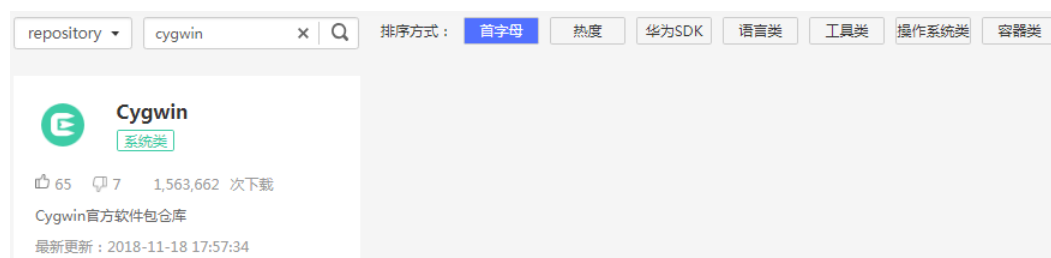 repository cygwin 排序方式： 首字母 热度 华为SDK 语言类 工具类 操作系统类 容器类
Cygwin
系统类
65 7 1,563,662 次下载
Cygwin官方软件包仓库
最新更新：2018-11-18 17:57:34